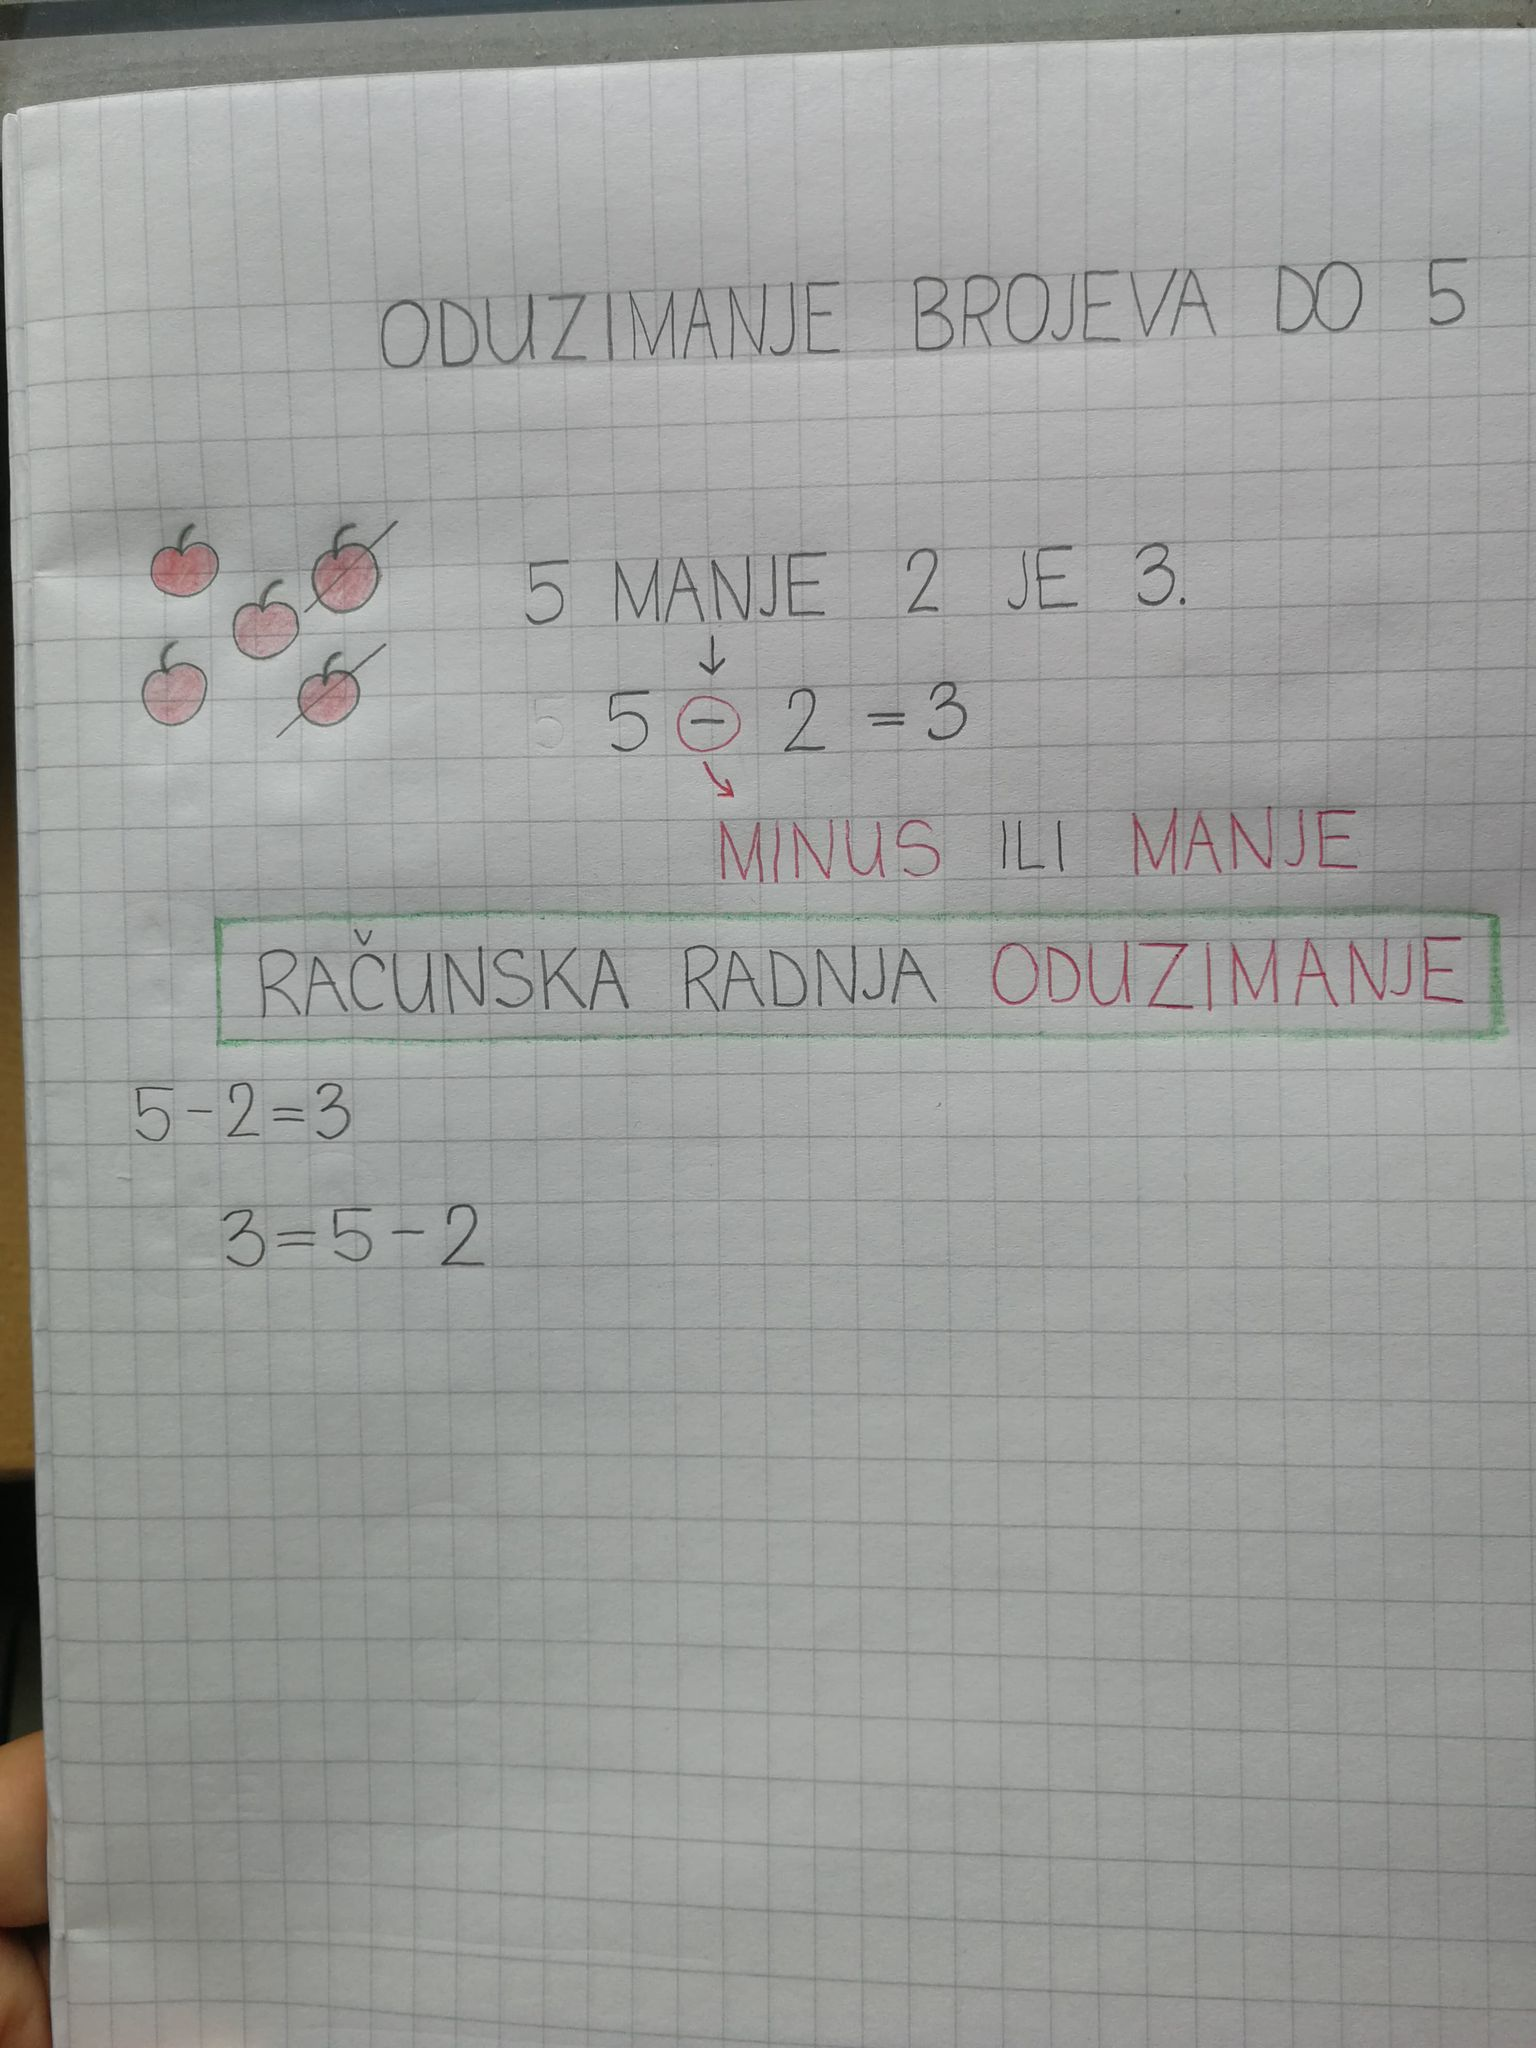 ODUZIMANJE BROJEVA DO 5
5 MANJE 2 JE 3.
5 - 2 = 3
MINUS ILI MANJE
RAČUNSKA RADNJA ODUZIMANJE
5-2=3
3=5-2